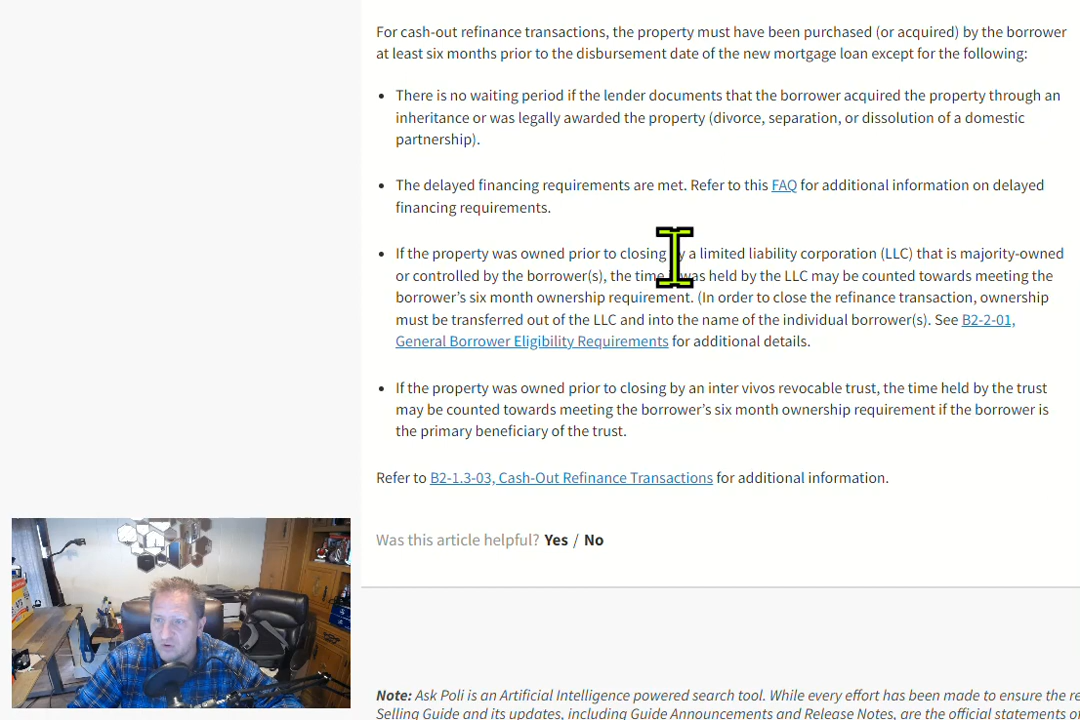 For cash-out refinance transactions, the property must have been purchased (or acquired) by the borrower
at least six months prior to the disbursement date of the new mortgage loan except for the following:
• There is no waiting period if the lender documents that the borrower acquired the property through an
inheritance or was legally awarded the property (divorce, separation, or dissolution of a domestic
partnership).
• The delayed financing requirements are met. Refer to this FAQ for additional information on delayed
financing requirements.
• If the property was owned prior to closing by a limited liability corporation (LLC) that is majority-owned
or controlled by the borrower(s), the time it was held by the LLC may be counted towards meeting the
borrower’s six month ownership requirement. (In order to close the refinance transaction, ownership
must be transferred out of the LLC and into the name of the individual borrower(s). See B2-2-01,
General Borrower Eligibility Requirements for additional details.
• If the property was owned prior to closing by an inter vivos revocable trust, the time held by the trust
may be counted towards meeting the borrower’s six month ownership requirement if the borrower is
the primary beneficiary of the trust.
Refer to B2-1.3-03, Cash-Out Refinance Transactions for additional information.
Was this article helpful? Yes / No
Note: Ask Poli is an Artificial Intelligence powered search tool. While every effort has been made to ensure the re
Selling Guide and its updates, including Guide Announcements and Release Notes, are the official statements o